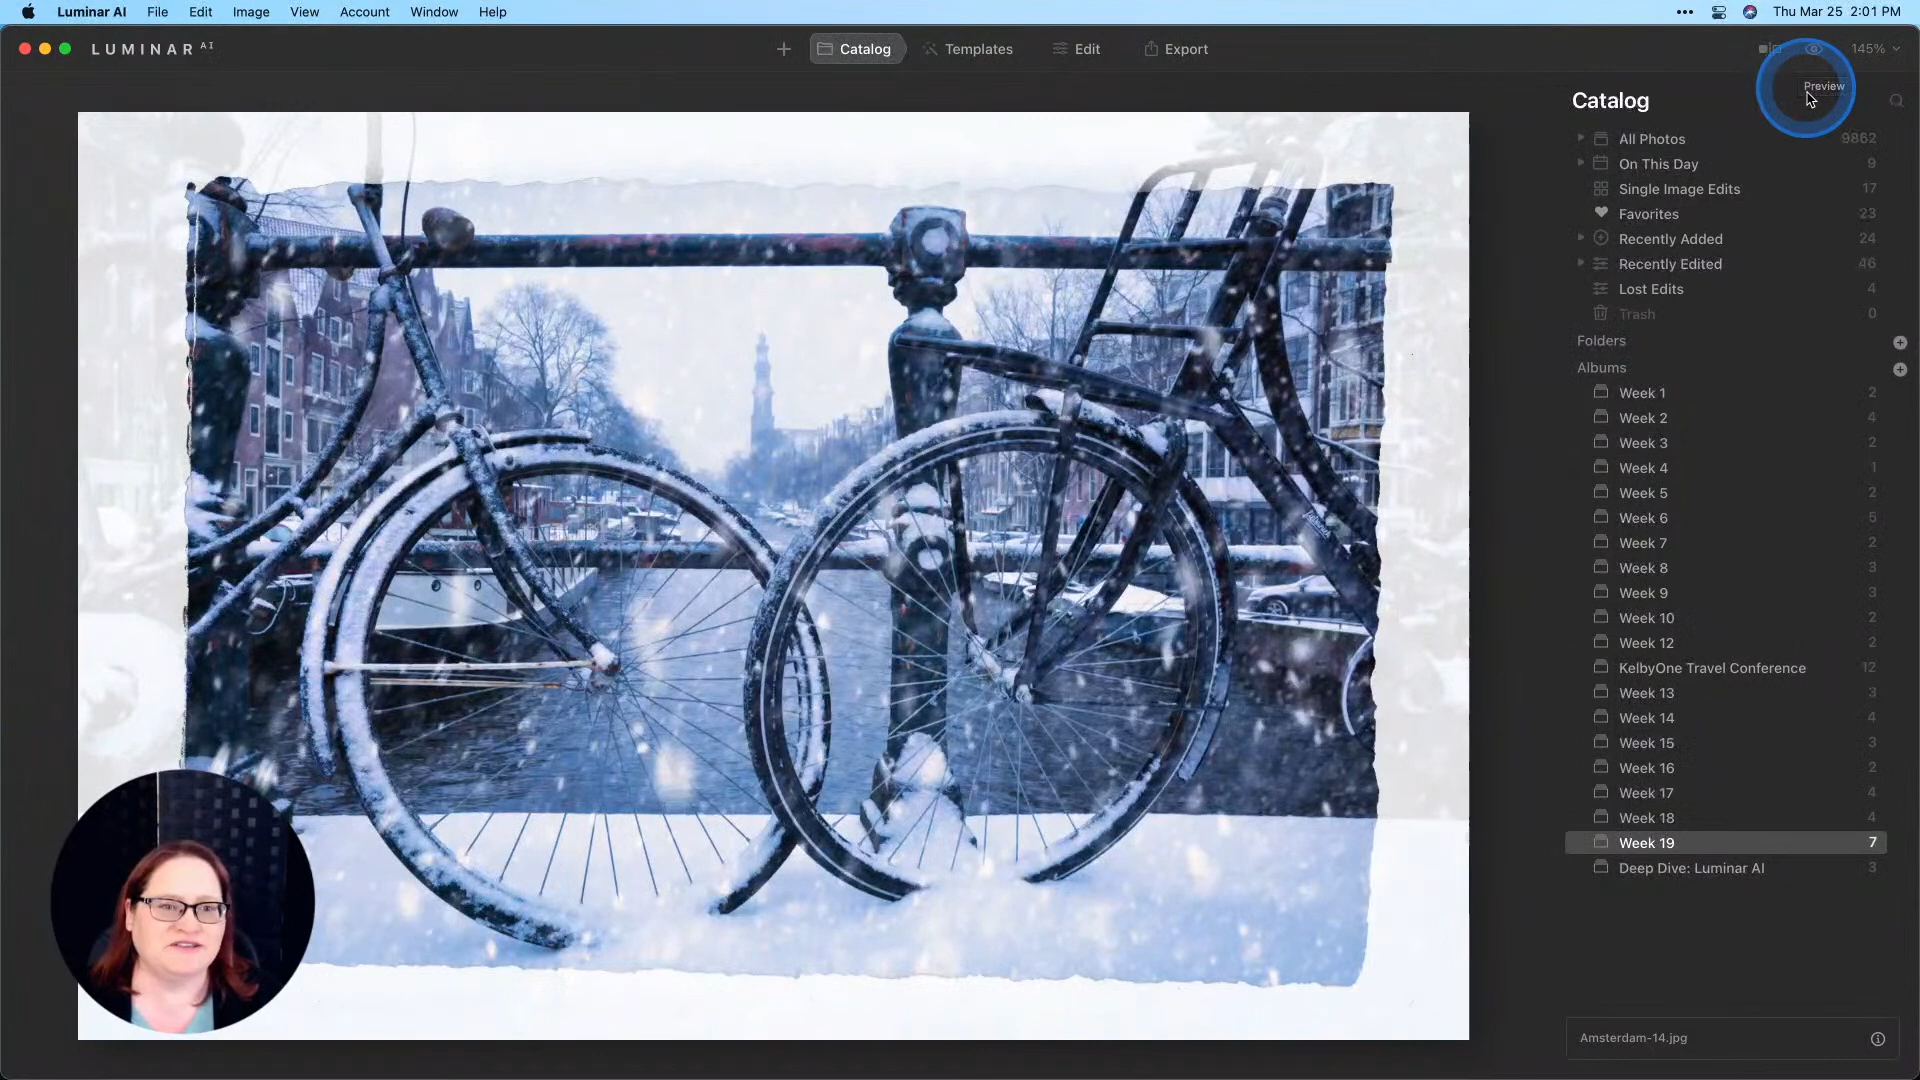 Luminar AI File Edit Image View Account Window Help ••• Thu Mar 25 2:01 PM
LUMINAR AI + Catalog Templates Edit Export 145%
Preview
Catalog
All Photos 9862
On This Day 9
Single Image Edits 17
Favorites 23
Recently Added 24
Recently Edited 46
Lost Edits 4
Trash 0
Folders
Albums
Week 1 2
Week 2 4
Week 3 2
Week 4 1
Week 5 2
Week 6 5
Week 7 2
Week 8 3
Week 9 3
Week 10 2
Week 12 2
KelbyOne Travel Conference 12
Week 13 3
Week 14 4
Week 15 3
Week 16 2
Week 17 4
Week 18 4
Week 19 7
Deep Dive: Luminar AI 3
Amsterdam-14.jpg